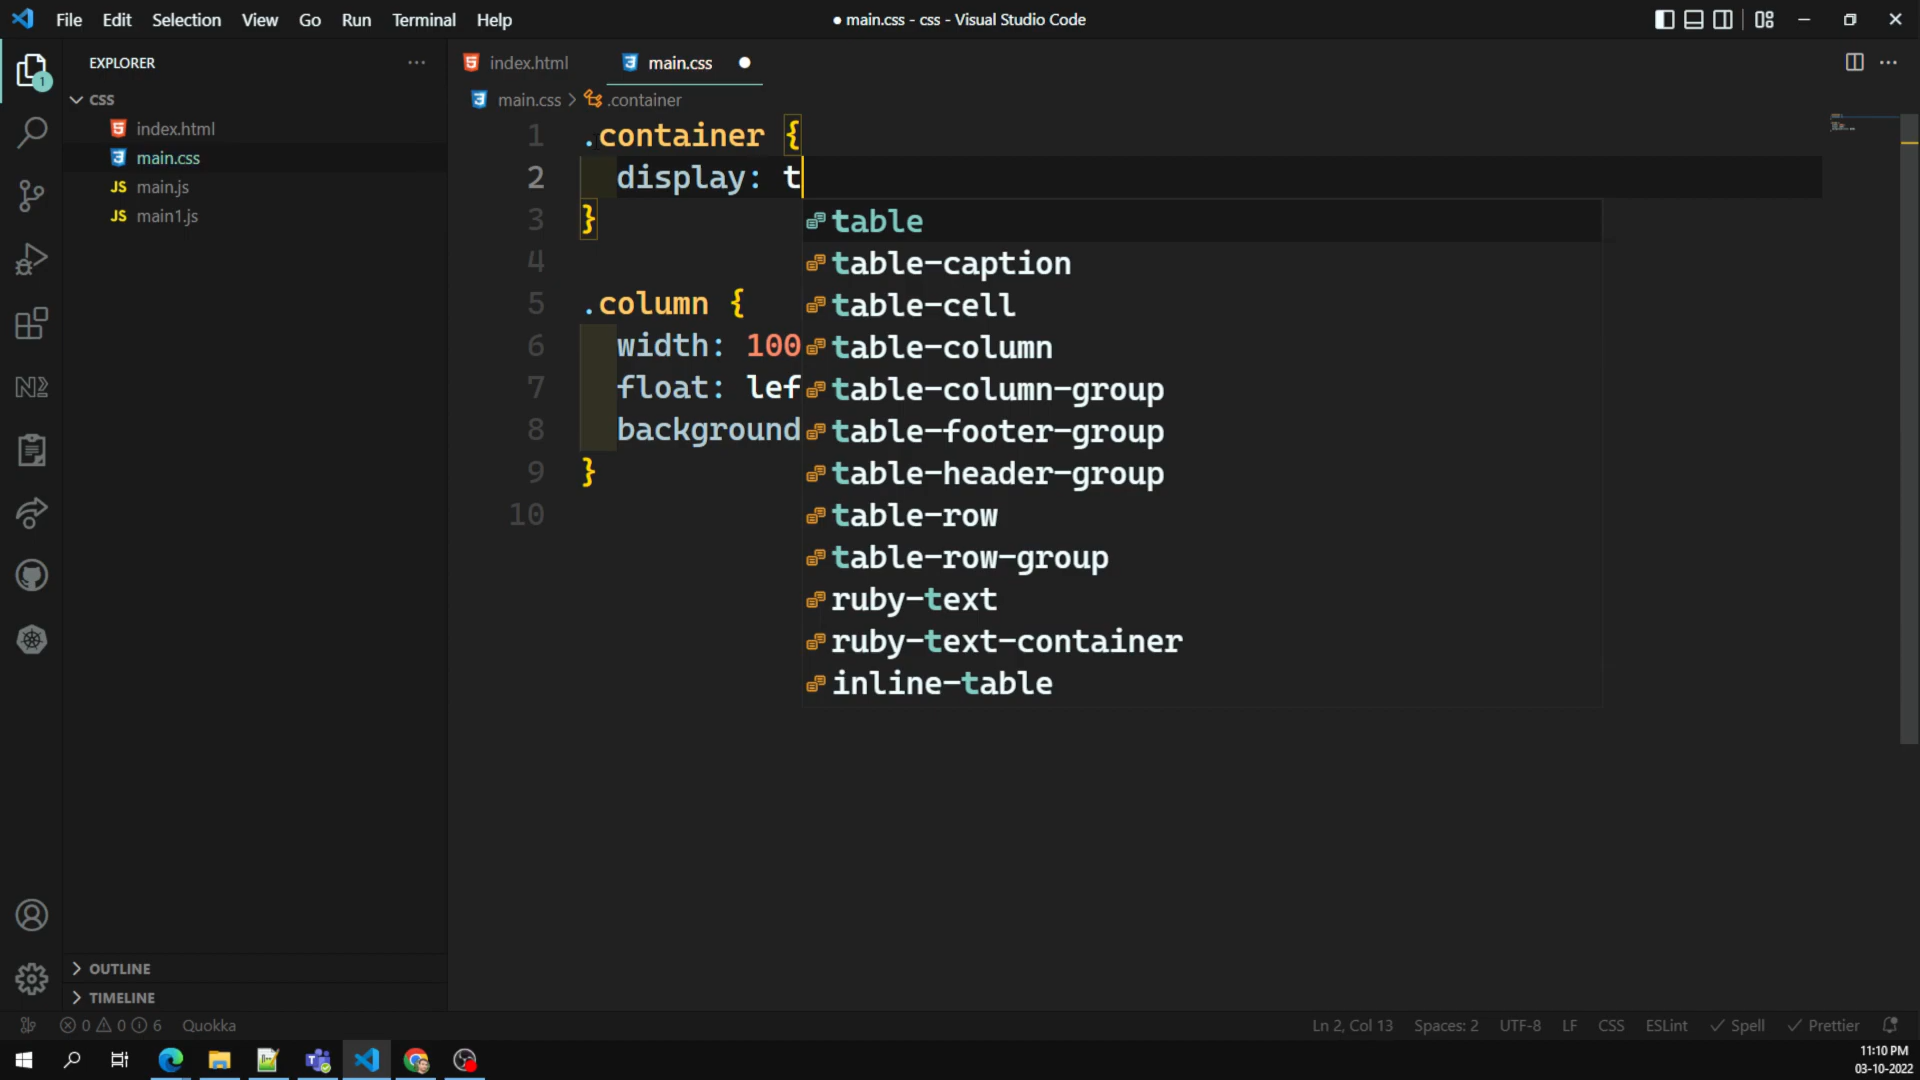 File Edit Selection View Go Run Terminal Help
● main.css - css - Visual Studio Code
EXPLORER
1
CSS
index.html
main.css
JS main.js
JS main1.js
OUTLINE
TIMELINE
index.html
main.css
main.css > .container
1 .container {
2 display: t
3 }
4
5 .column {
6 width: 100
7 float: lef
8 background
9 }
10
table
table-caption
table-cell
table-column
table-column-group
table-footer-group
table-header-group
table-row
table-row-group
ruby-text
ruby-text-container
inline-table
0 0 6 Quokka
Ln 2, Col 13 Spaces: 2 UTF-8 LF CSS ESLint Spell Prettier
11:10 PM
03-10-2022